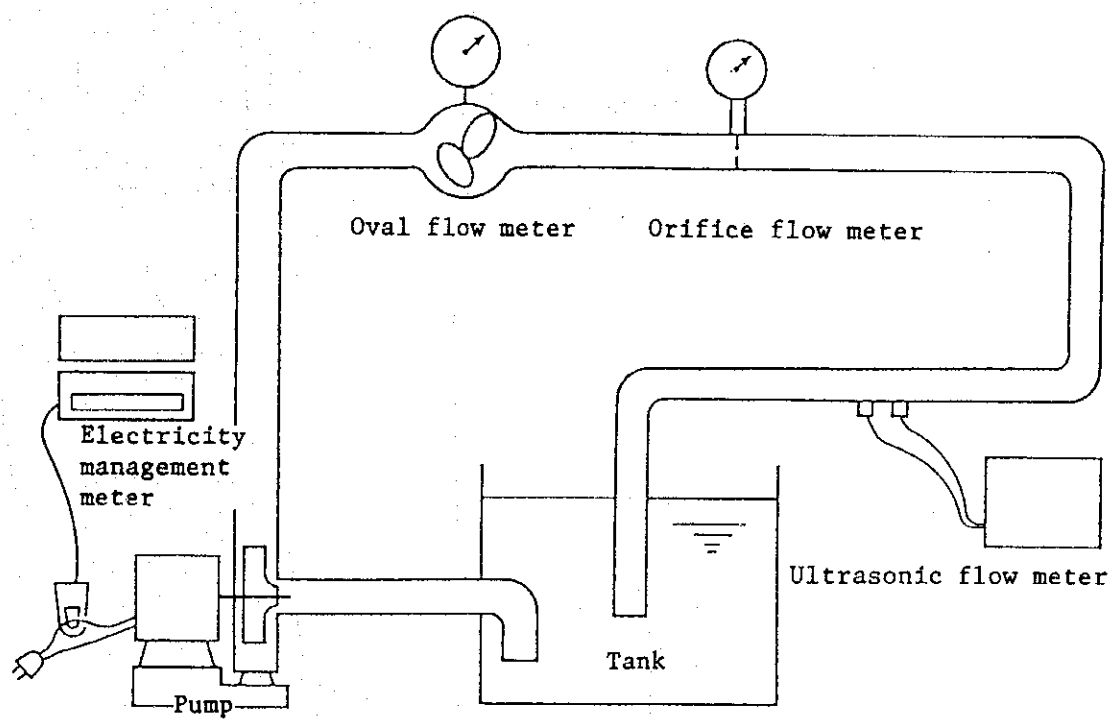 Oval flow meter
Orifice flow meter
Electricity
management
meter
Ultrasonic flow meter
Tank
Pump